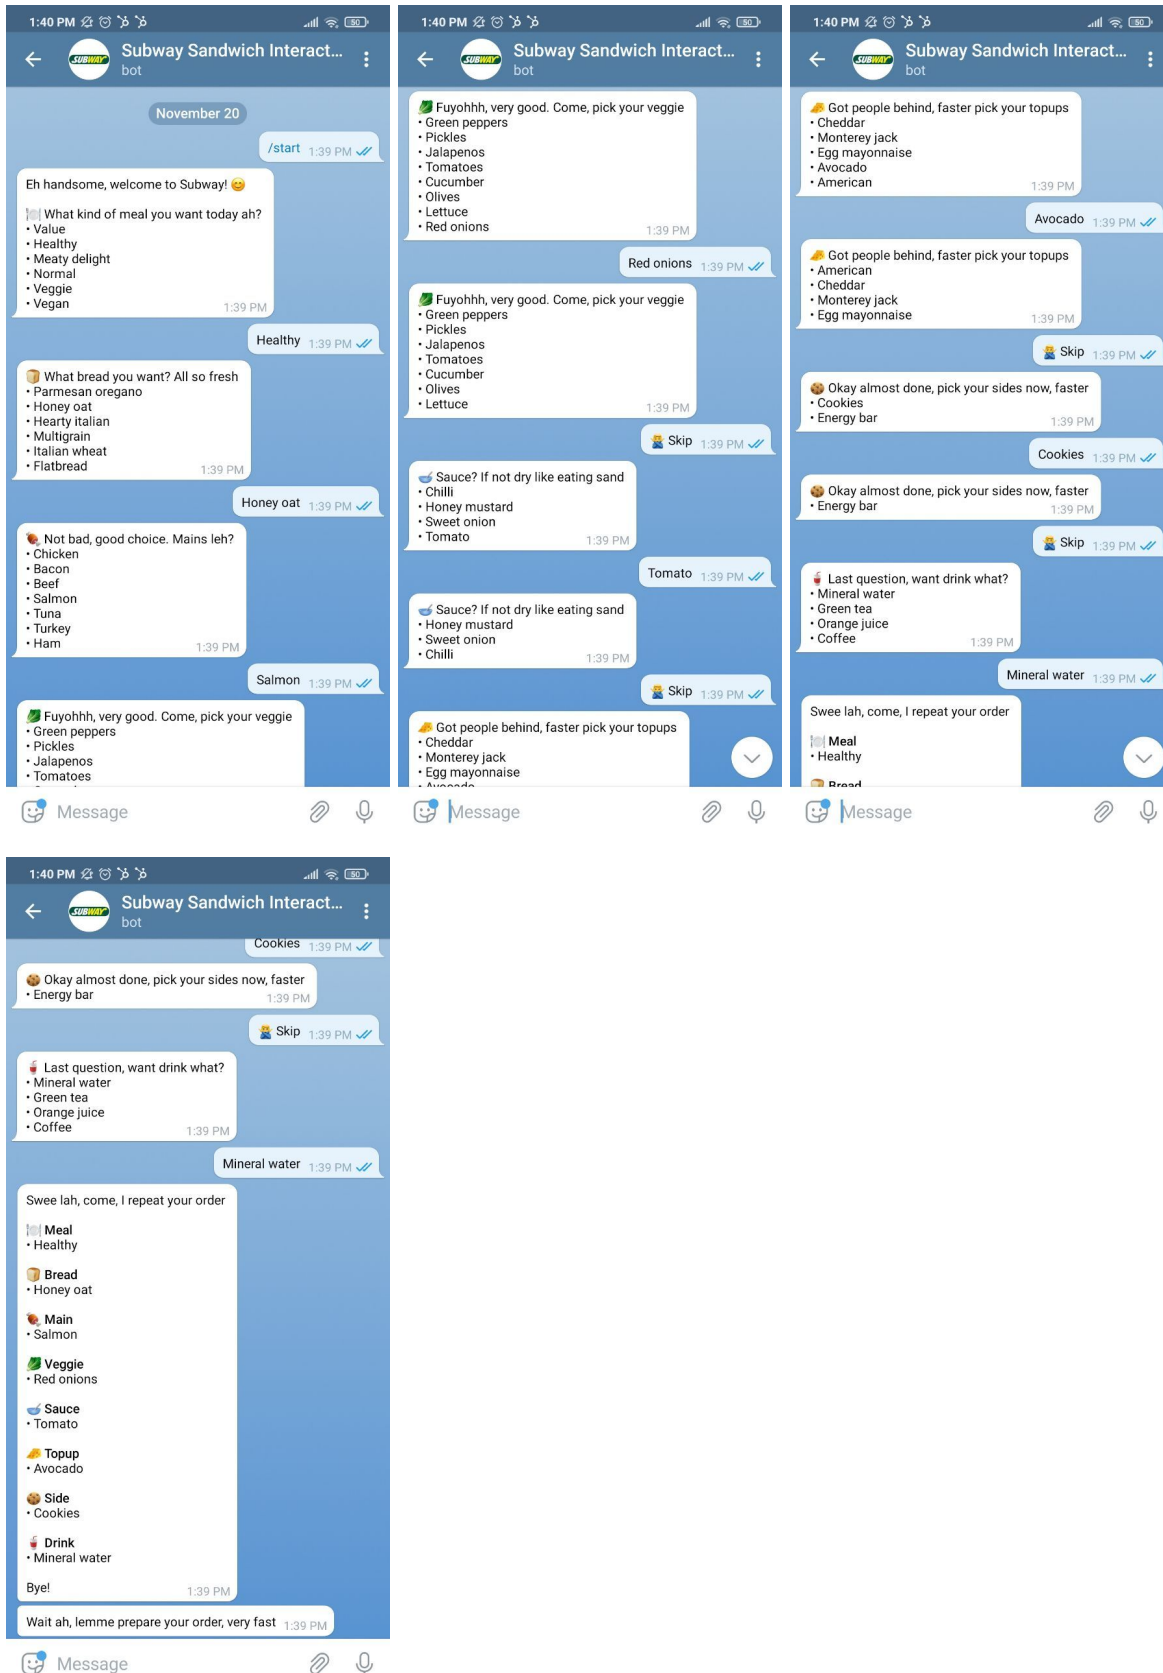 1:40 PM
50
Subway Sandwich Interact...
SUBWAY
bot
November 20
/start 1:39 PM
Eh handsome, welcome to Subway! 😊
🍽️ What kind of meal you want today ah?
• Value
• Healthy
• Meaty delight
• Normal
• Veggie
• Vegan
1:39 PM
Healthy 1:39 PM
🍞 What bread you want? All so fresh
• Parmesan oregano
• Honey oat
• Hearty italian
• Multigrain
• Italian wheat
• Flatbread 1:39 PM
Honey oat 1:39 PM
🍖 Not bad, good choice. Mains leh?
• Chicken
• Bacon
• Beef
• Salmon
• Tuna
• Turkey
• Ham 1:39 PM
Salmon 1:39 PM
🥬 Fuyohhh, very good. Come, pick your veggie
• Green peppers
• Pickles
• Jalapenos
• Tomatoes
Message
1:40 PM
50
Subway Sandwich Interact...
SUBWAY
bot
🥬 Fuyohhh, very good. Come, pick your veggie
• Green peppers
• Pickles
• Jalapenos
• Tomatoes
• Cucumber
• Olives
• Lettuce
• Red onions 1:39 PM
Red onions 1:39 PM
🥬 Fuyohhh, very good. Come, pick your veggie
• Green peppers
• Pickles
• Jalapenos
• Tomatoes
• Cucumber
• Olives
• Lettuce 1:39 PM
🙅 Skip 1:39 PM
🥣 Sauce? If not dry like eating sand
• Chilli
• Honey mustard
• Sweet onion
• Tomato 1:39 PM
Tomato 1:39 PM
🥣 Sauce? If not dry like eating sand
• Honey mustard
• Sweet onion
• Chilli 1:39 PM
🙅 Skip 1:39 PM
🧀 Got people behind, faster pick your topups
• Cheddar
• Monterey jack
• Egg mayonnaise
• Avocado
Message
1:40 PM
50
Subway Sandwich Interact...
SUBWAY
bot
🧀 Got people behind, faster pick your topups
• Cheddar
• Monterey jack
• Egg mayonnaise
• Avocado
• American 1:39 PM
Avocado 1:39 PM
🧀 Got people behind, faster pick your topups
• American
• Cheddar
• Monterey jack
• Egg mayonnaise 1:39 PM
🙅 Skip 1:39 PM
🍪 Okay almost done, pick your sides now, faster
• Cookies
• Energy bar 1:39 PM
Cookies 1:39 PM
🍪 Okay almost done, pick your sides now, faster
• Energy bar 1:39 PM
🙅 Skip 1:39 PM
🥤 Last question, want drink what?
• Mineral water
• Green tea
• Orange juice
• Coffee 1:39 PM
Mineral water 1:39 PM
Swee lah, come, I repeat your order
🍽️ Meal
• Healthy
🍞 Bread
Message
1:40 PM
50
Subway Sandwich Interact...
SUBWAY
bot
Cookies 1:39 PM
🍪 Okay almost done, pick your sides now, faster
• Energy bar 1:39 PM
🙅 Skip 1:39 PM
🥤 Last question, want drink what?
• Mineral water
• Green tea
• Orange juice
• Coffee 1:39 PM
Mineral water 1:39 PM
Swee lah, come, I repeat your order
🍽️ Meal
• Healthy
🍞 Bread
• Honey oat
🍖 Main
• Salmon
🥬 Veggie
• Red onions
🥣 Sauce
• Tomato
🧀 Topup
• Avocado
🍪 Side
• Cookies
🥤 Drink
• Mineral water
Bye! 1:39 PM
Wait ah, lemme prepare your order, very fast 1:39 PM
Message